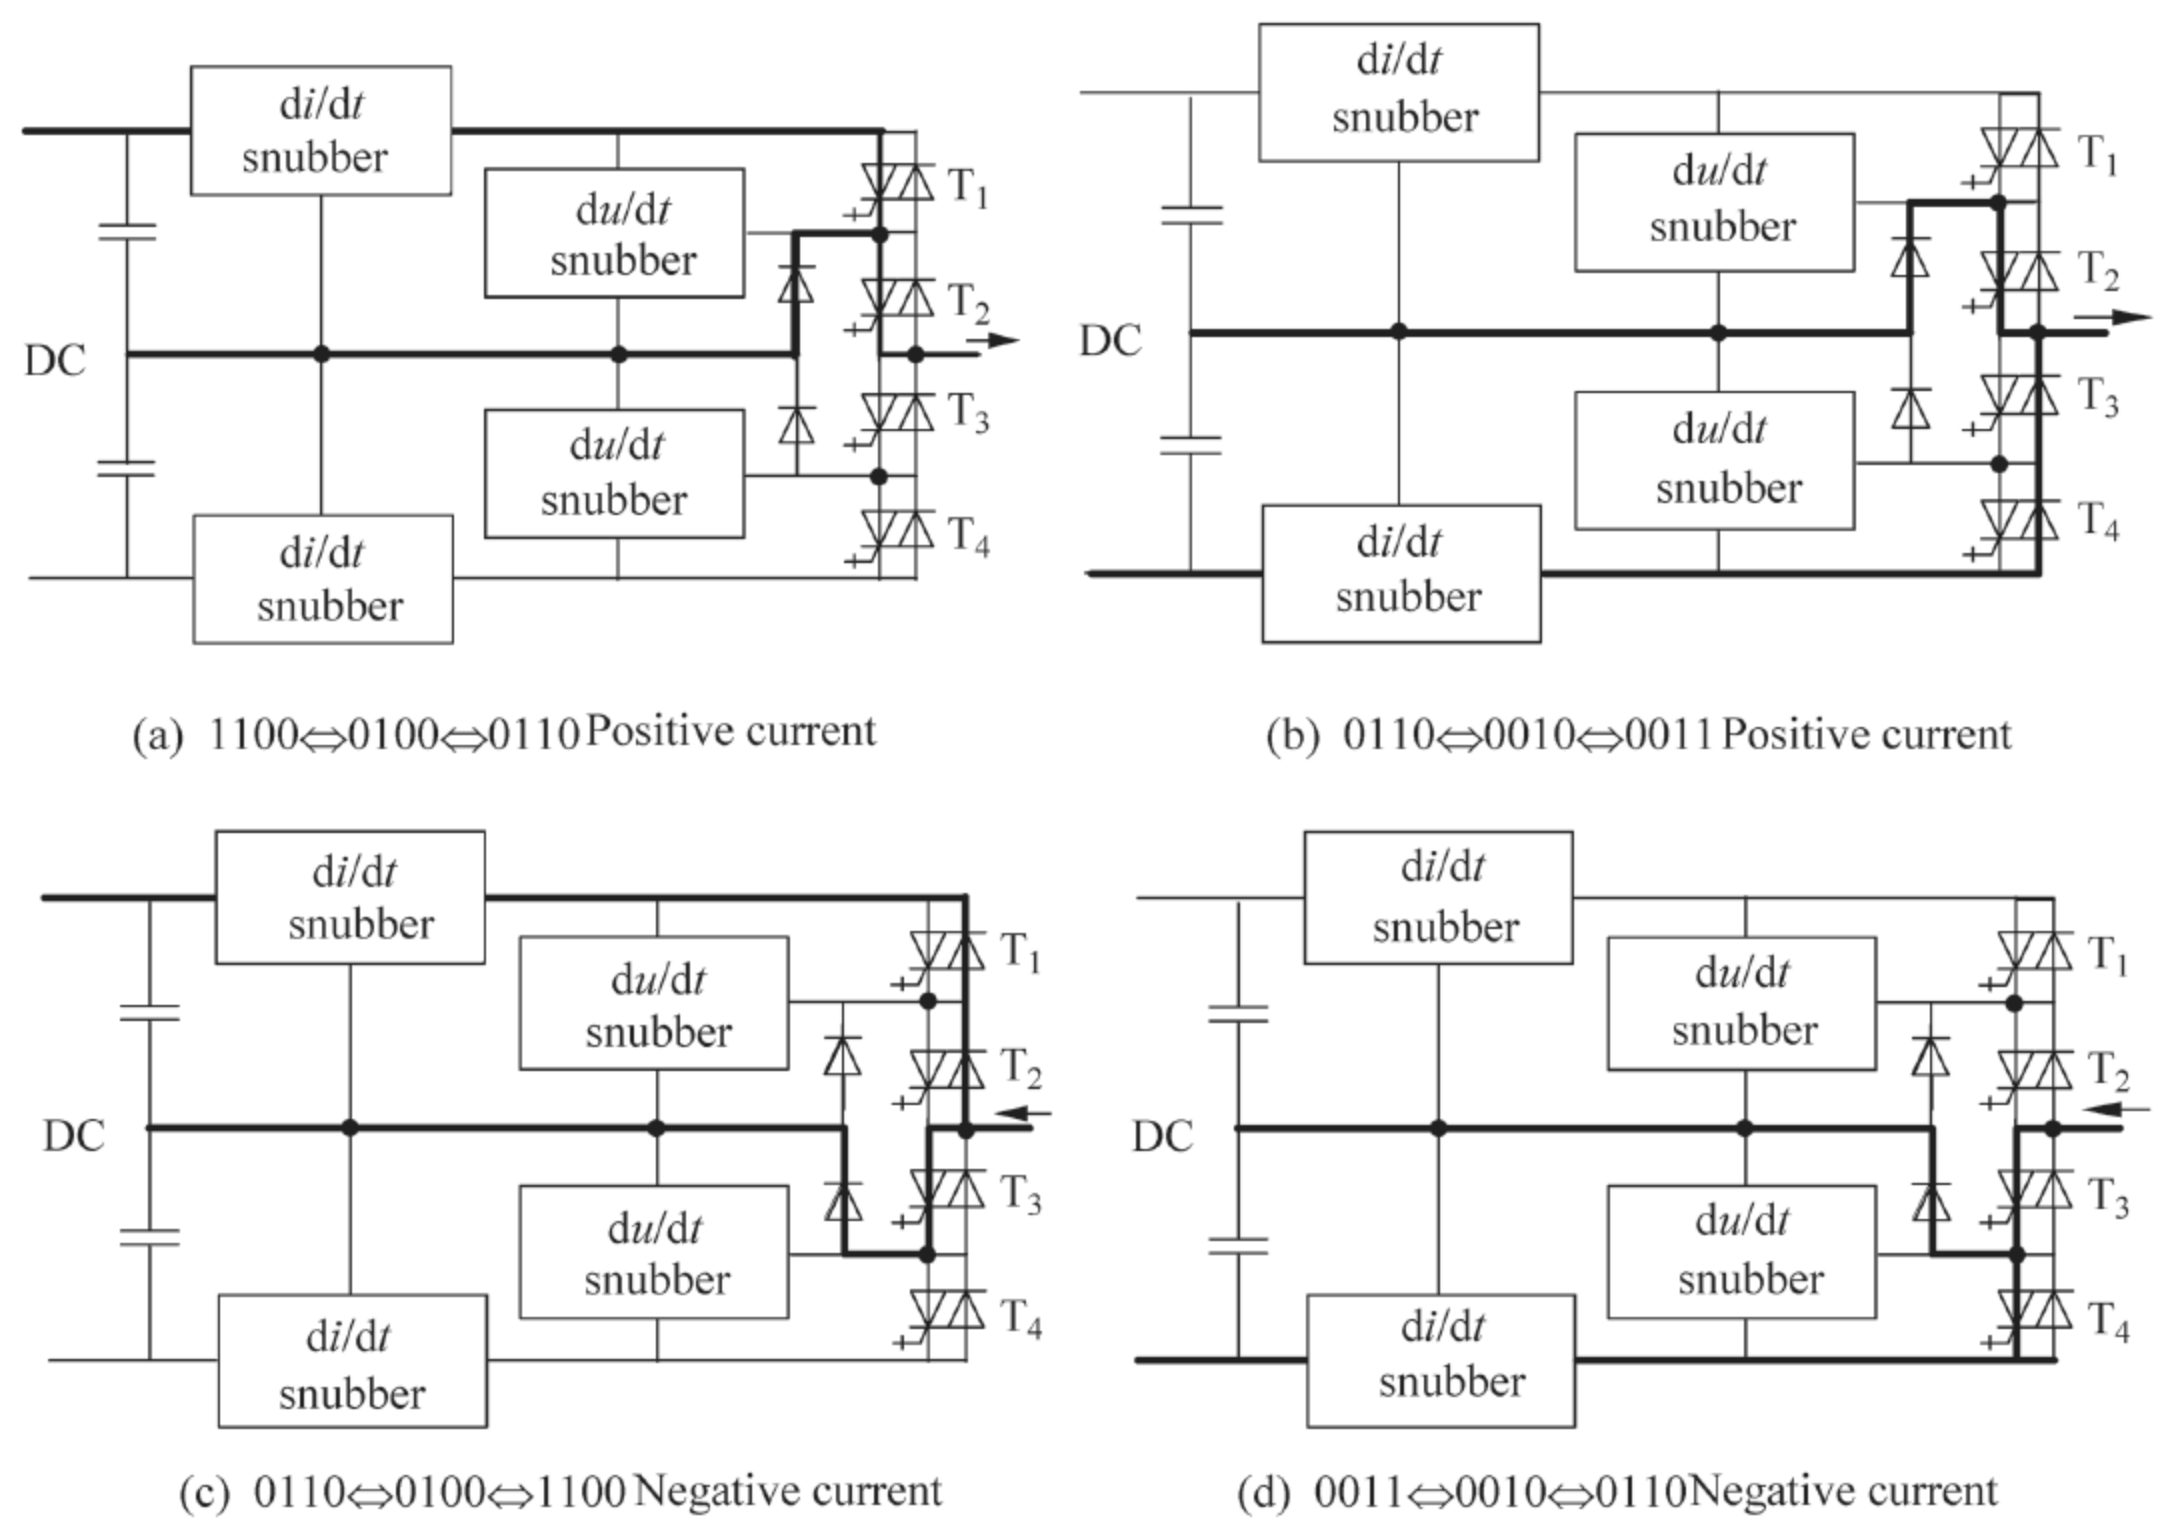 di/dt
snubber
du/dt
snubber
T1
T2
DC
T3
du/dt
snubber
T4
di/dt
snubber
(a) 1100⇔0100⇔0110 Positive current
di/dt
snubber
du/dt
snubber
T1
T2
DC
T3
du/dt
snubber
T4
di/dt
snubber
(b) 0110⇔0010⇔0011 Positive current
di/dt
snubber
du/dt
snubber
T1
T2
DC
T3
du/dt
snubber
T4
di/dt
snubber
(c) 0110⇔0100⇔1100 Negative current
di/dt
snubber
du/dt
snubber
T1
T2
DC
T3
du/dt
snubber
T4
di/dt
snubber
(d) 0011⇔0010⇔0110 Negative current